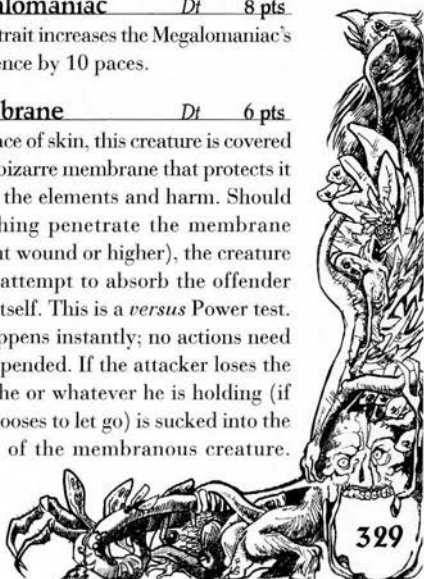 alomaniac Dt 8 pts
trait increases the Megalomaniac's
ence by 10 paces.
brane Dt 6 pts
ace of skin, this creature is covered
bizarre membrane that protects it
the elements and harm. Should
hing penetrate the membrane
nt wound or higher), the creature
attempt to absorb the offender
itself. This is a versus Power test.
appens instantly; no actions need
pended. If the attacker loses the
he or whatever he is holding (if
ooses to let go) is sucked into the
of the membranous creature.
329